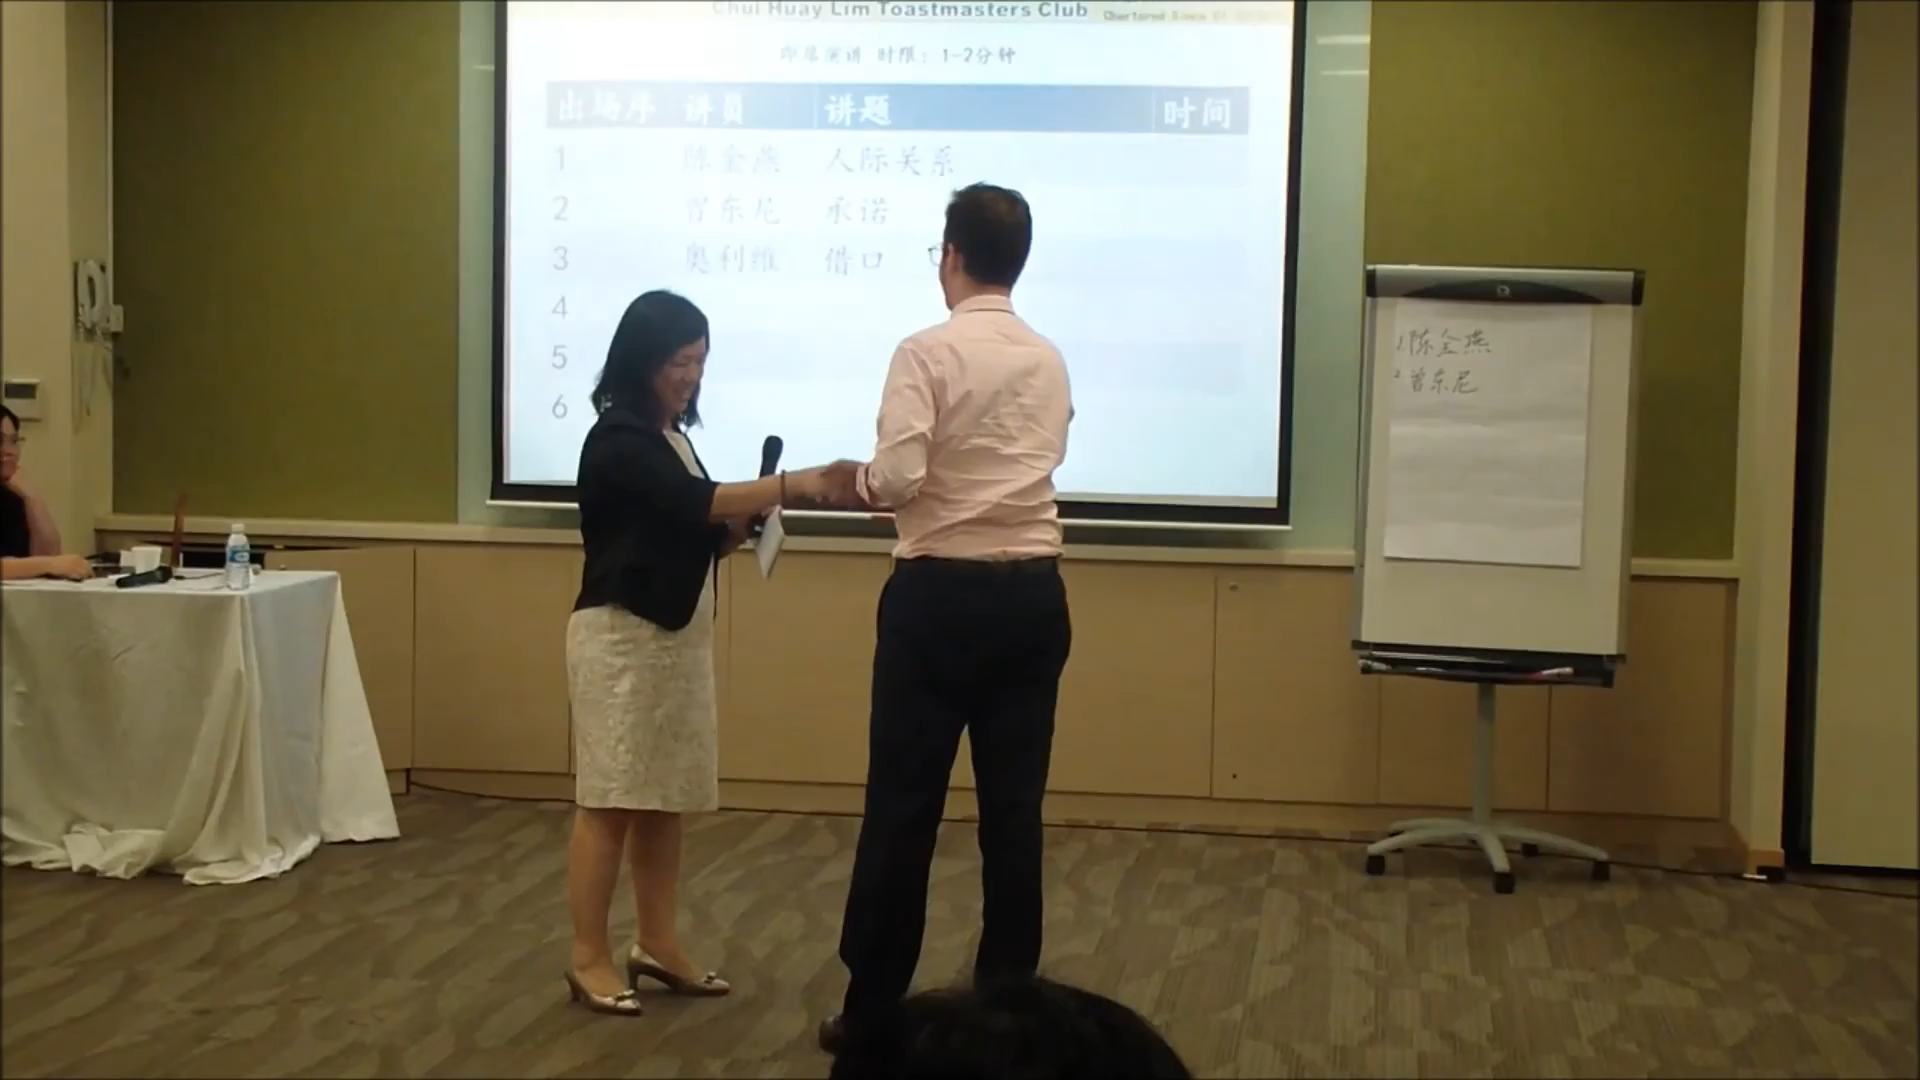 Chui Huay Lim Toastmasters Club Chartered Since
即席演讲 时限：1-2分钟
出场序 讲员 讲题 时间
1 陈金燕 人际关系
2 曾东尼 承诺
3 奥利维 借口
4
5
6
1 陈金燕
2 曾东尼